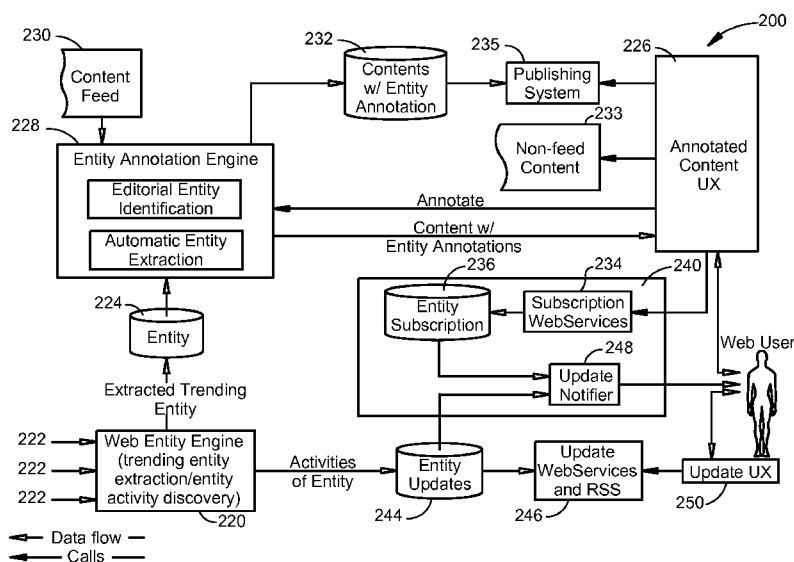 230
Content
Feed
232
Contents
w/ Entity
Annotation
235
Publishing
System
226
200
233
Non-feed
Content
Annotated
Content
UX
228
Entity Annotation Engine
Editorial Entity
Identification
Automatic Entity
Extraction
Annotate
Content w/
Entity Annotations
224
Entity
236
Entity
Subscription
234
Subscription
WebServices
240
248
Update
Notifier
Web User
Extracted Trending
Entity
222
222
222
Web Entity Engine
(trending entity
extraction/entity
activity discovery)
220
Activities
of Entity
Entity
Updates
244
Update
WebServices
and RSS
246
Update UX
250
Data flow
Calls